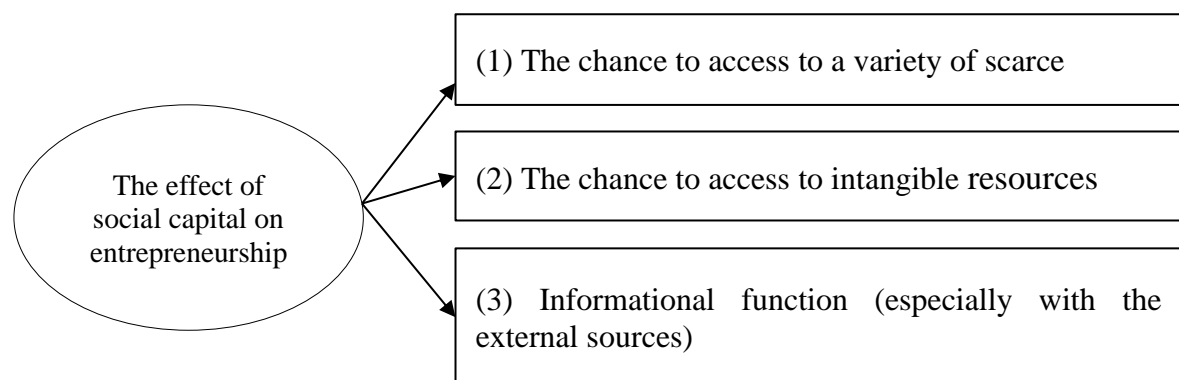 The effect of
social capital on
entrepreneurship
(1) The chance to access to a variety of scarce
(2) The chance to access to intangible resources
(3) Informational function (especially with the
external sources)